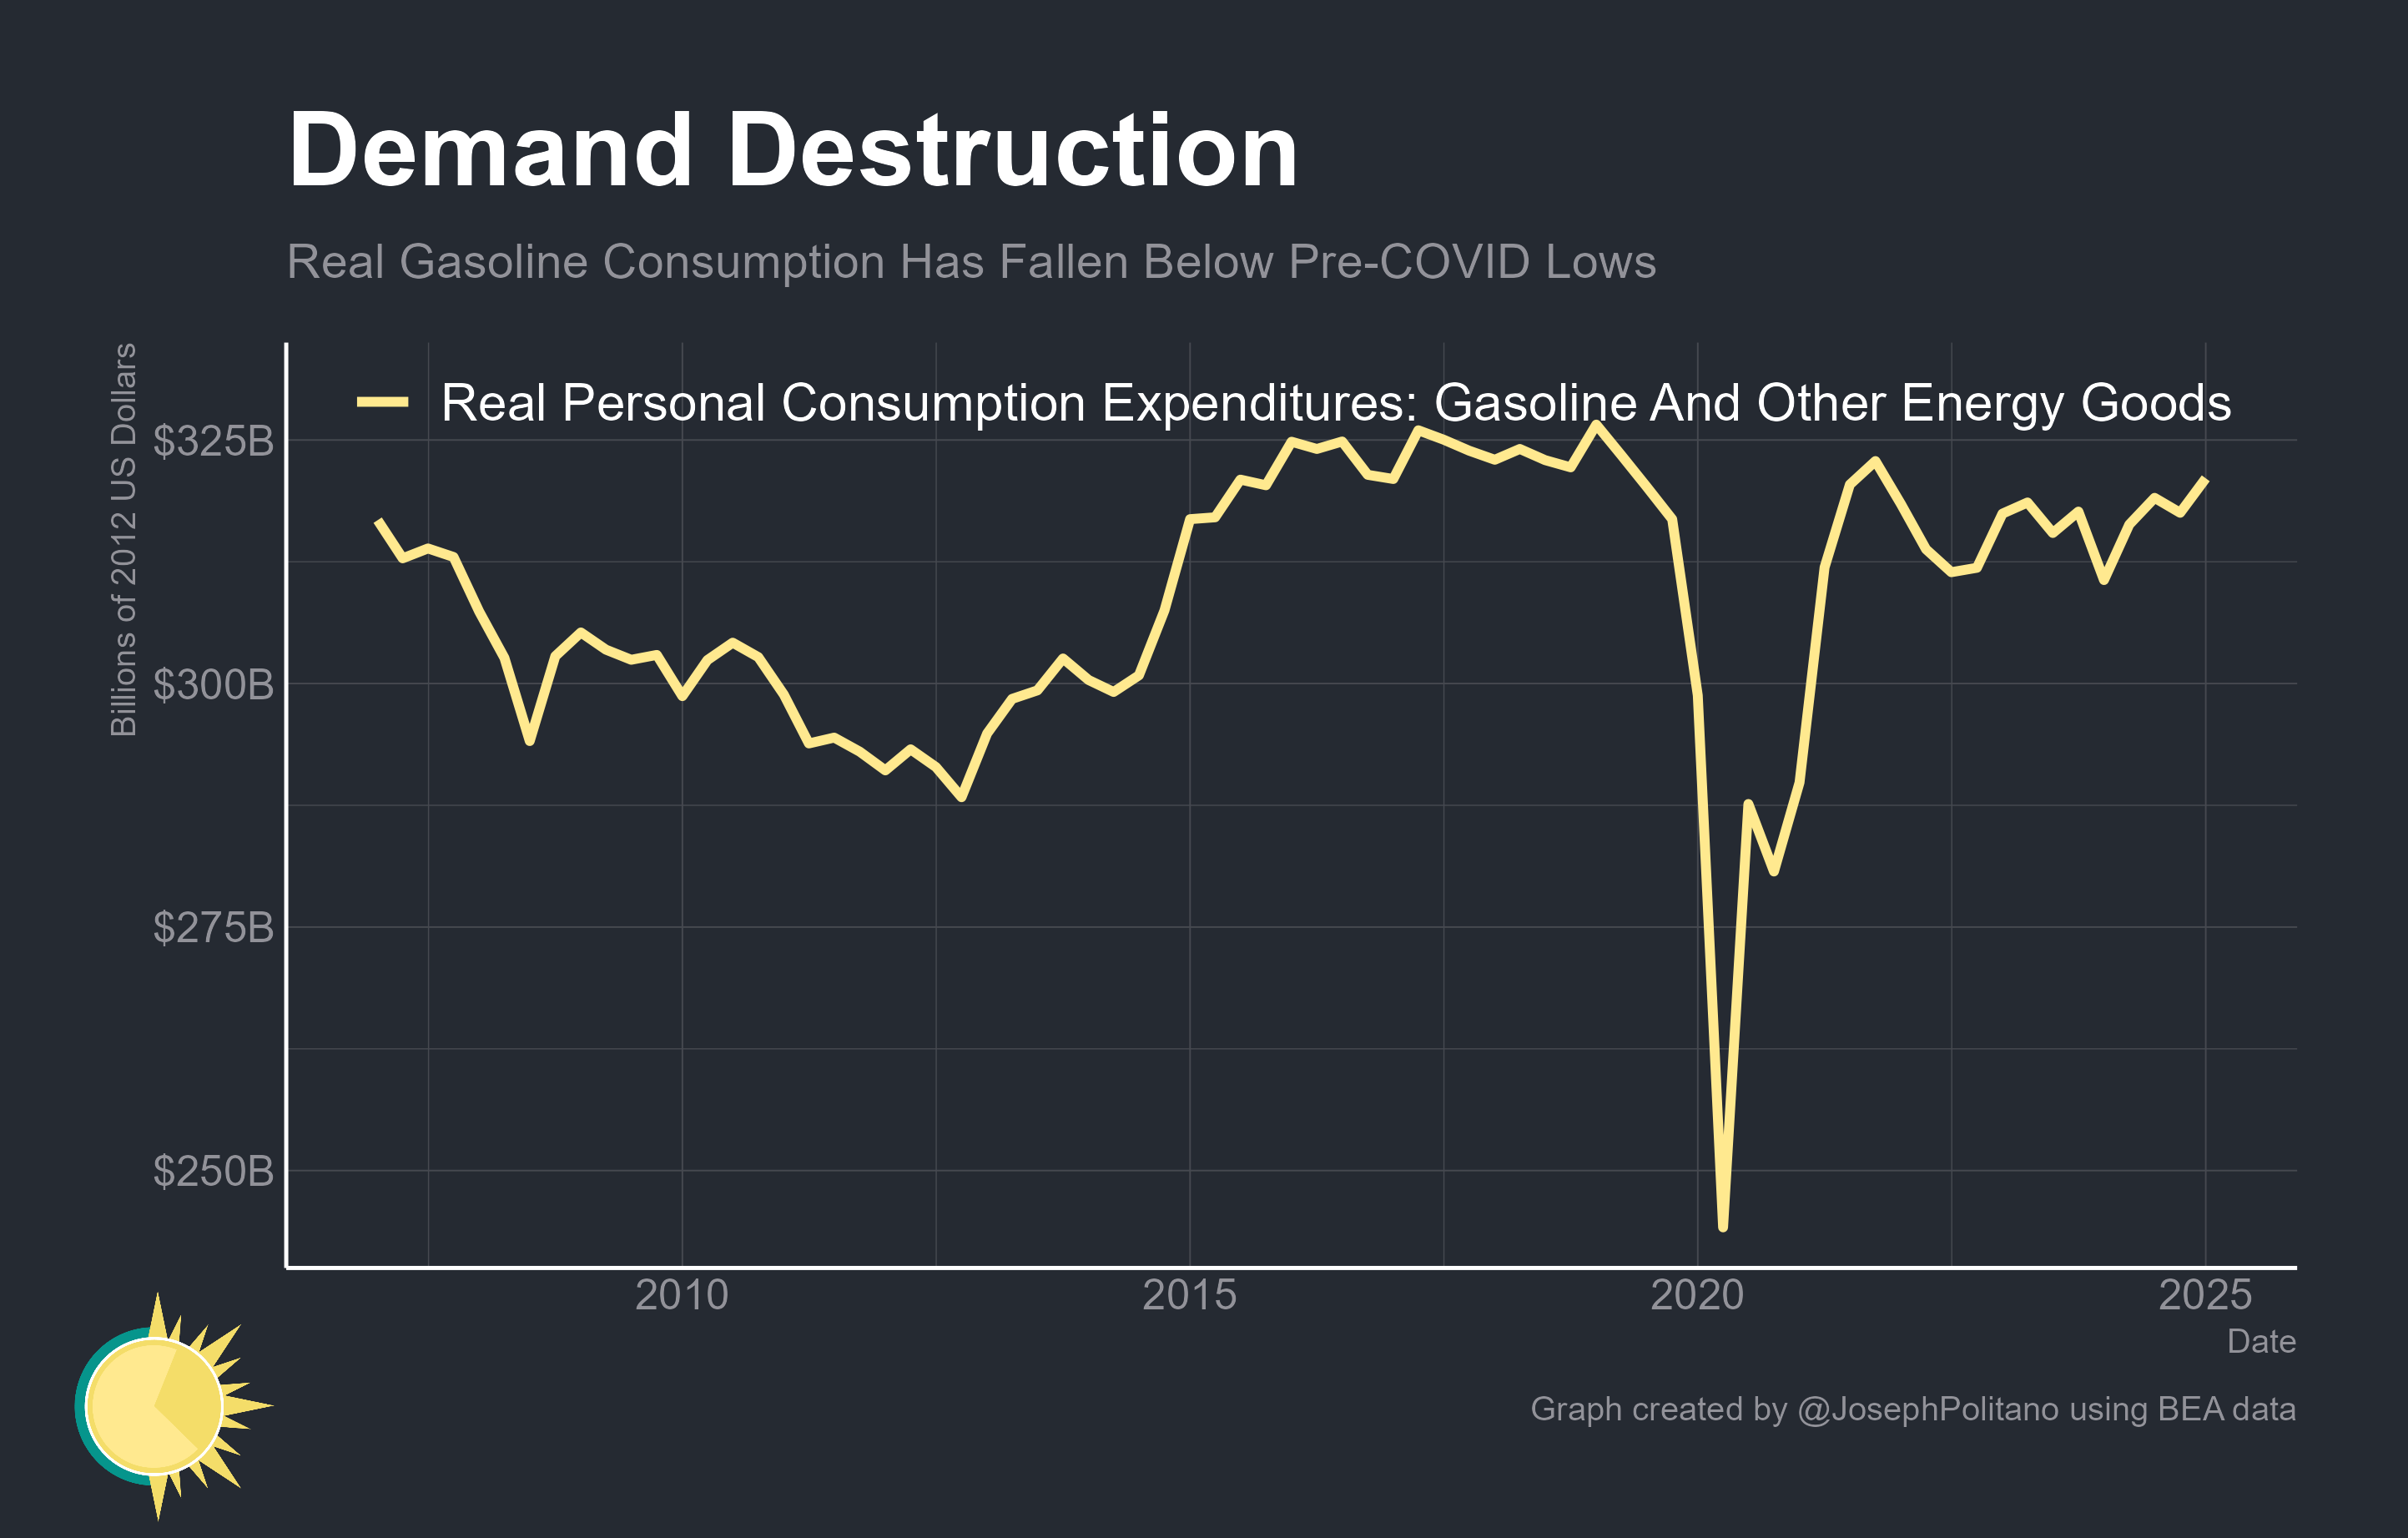 Demand Destruction
Real Gasoline Consumption Has Fallen Below Pre-COVID Lows
Billions of 2012 US Dollars
Real Personal Consumption Expenditures: Gasoline And Other Energy Goods
$325B
$300B
$275B
$250B
2010
2015
2020
2025
Date
Graph created by @JosephPolitano using BEA data